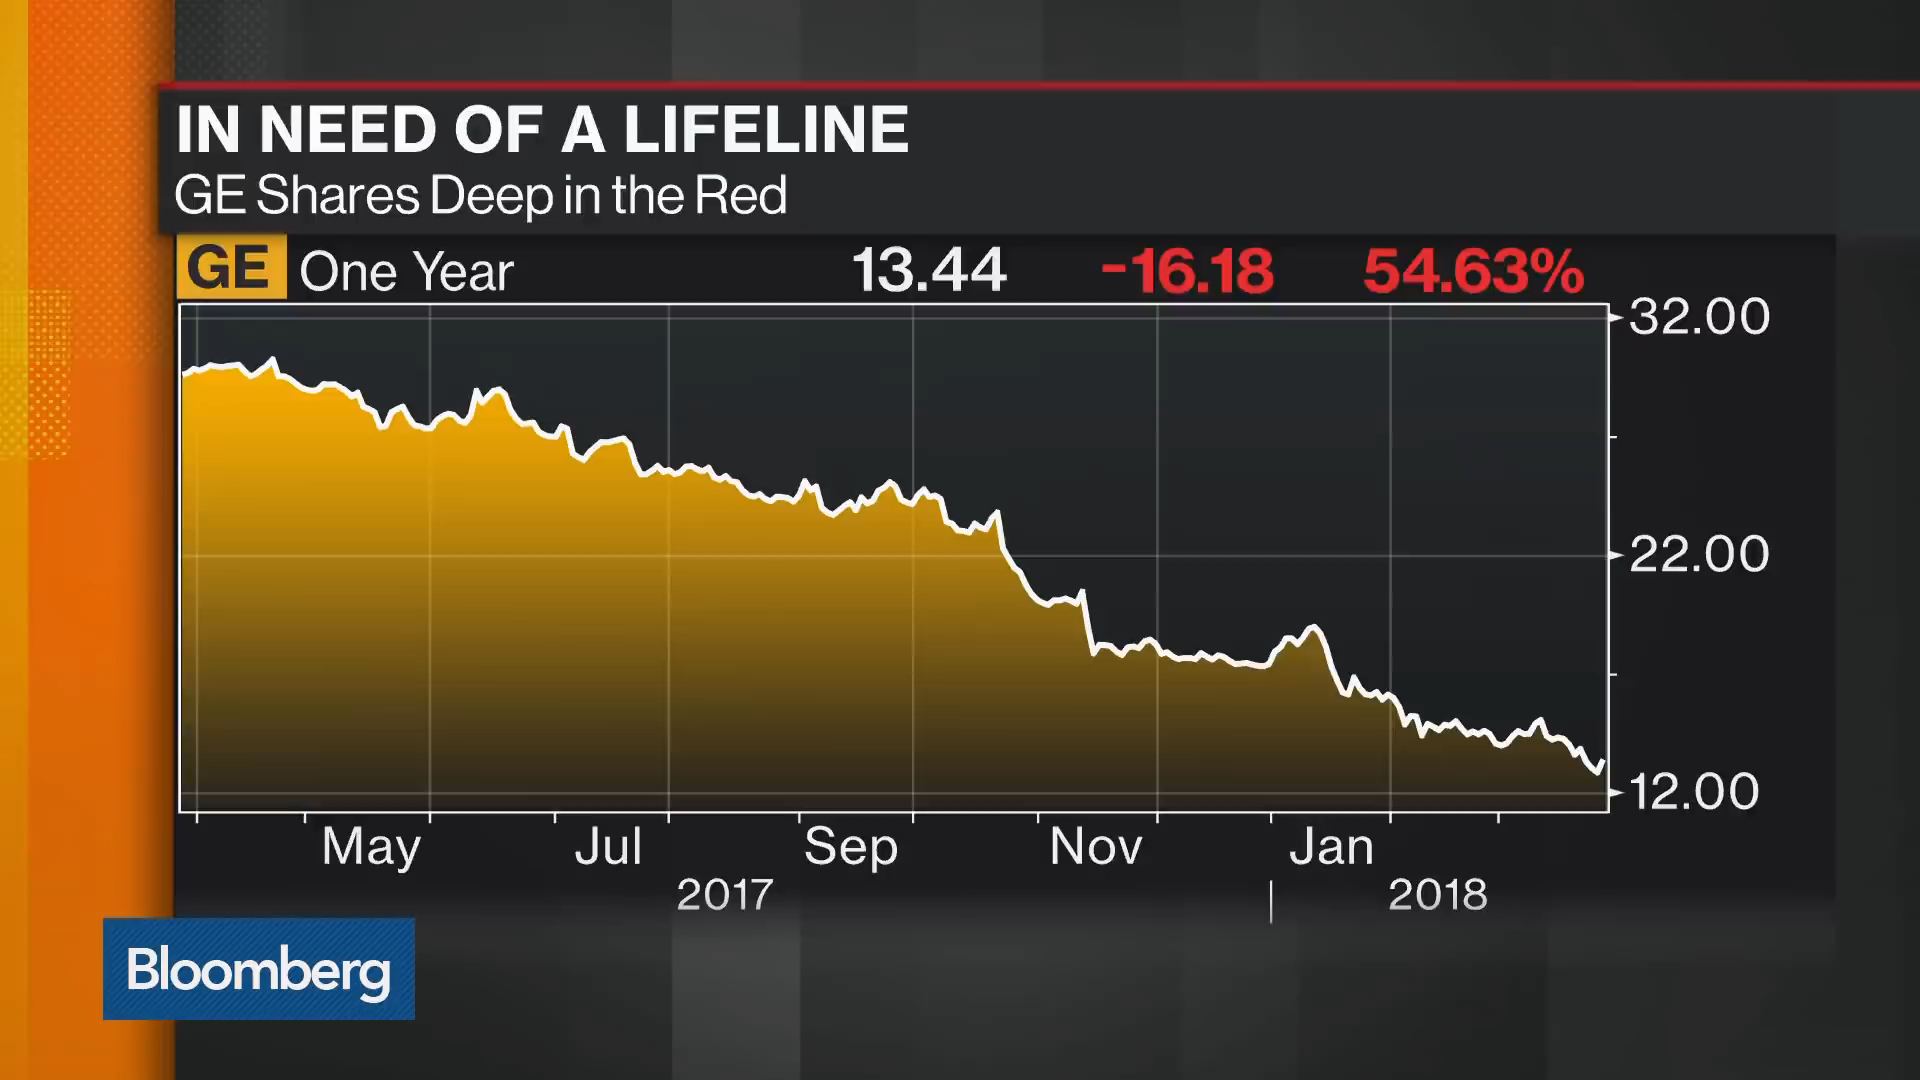 IN NEED OF A LIFELINE
GE Shares Deep in the Red
GE One Year 13.44 -16.18 54.63%
32.00
22.00
12.00
May Jul Sep Nov Jan
2017 2018
Bloomberg